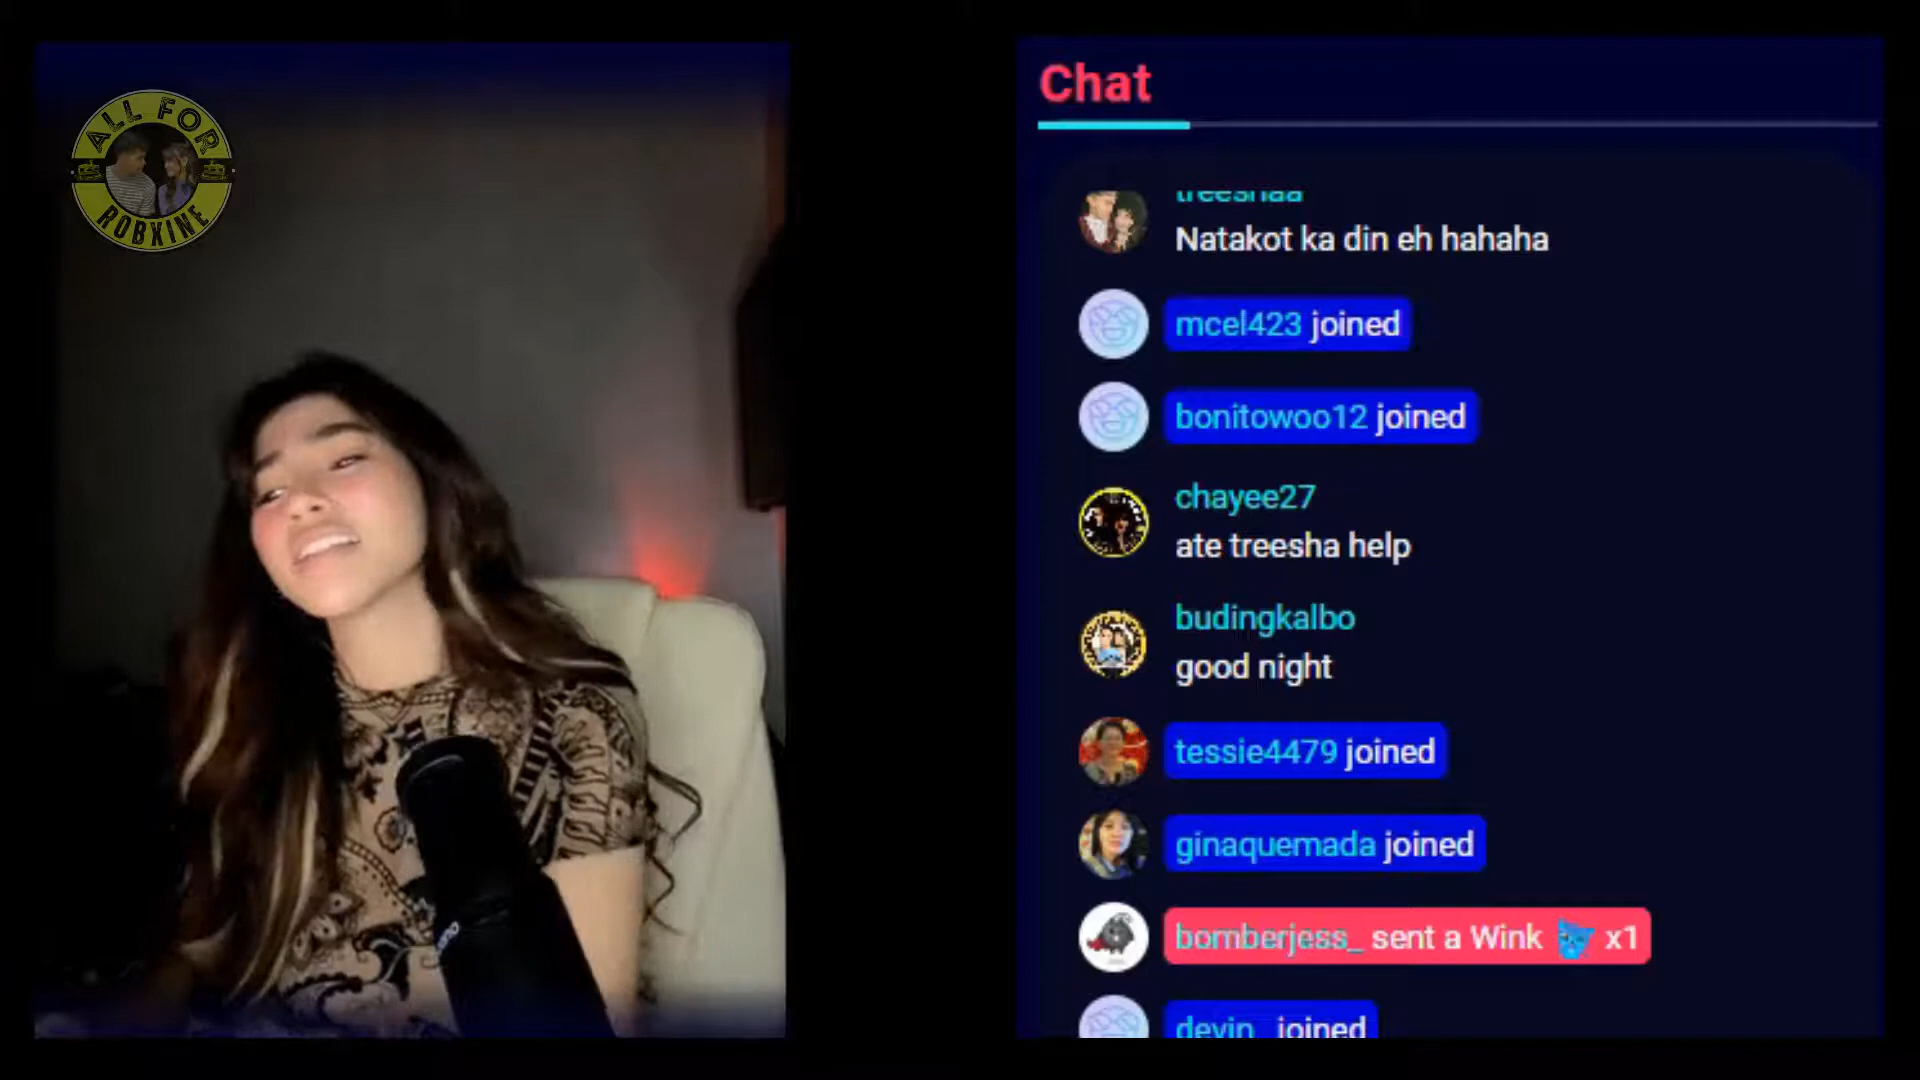 ALL FOR
ROBXINE
Chat
treeshaa
Natakot ka din eh hahaha
mcel423 joined
bonitowoo12 joined
chayee27
ate treesha help
budingkalbo
good night
tessie4479 joined
ginaquemada joined
bomberjess_ sent a Wink x1
devin_ joined